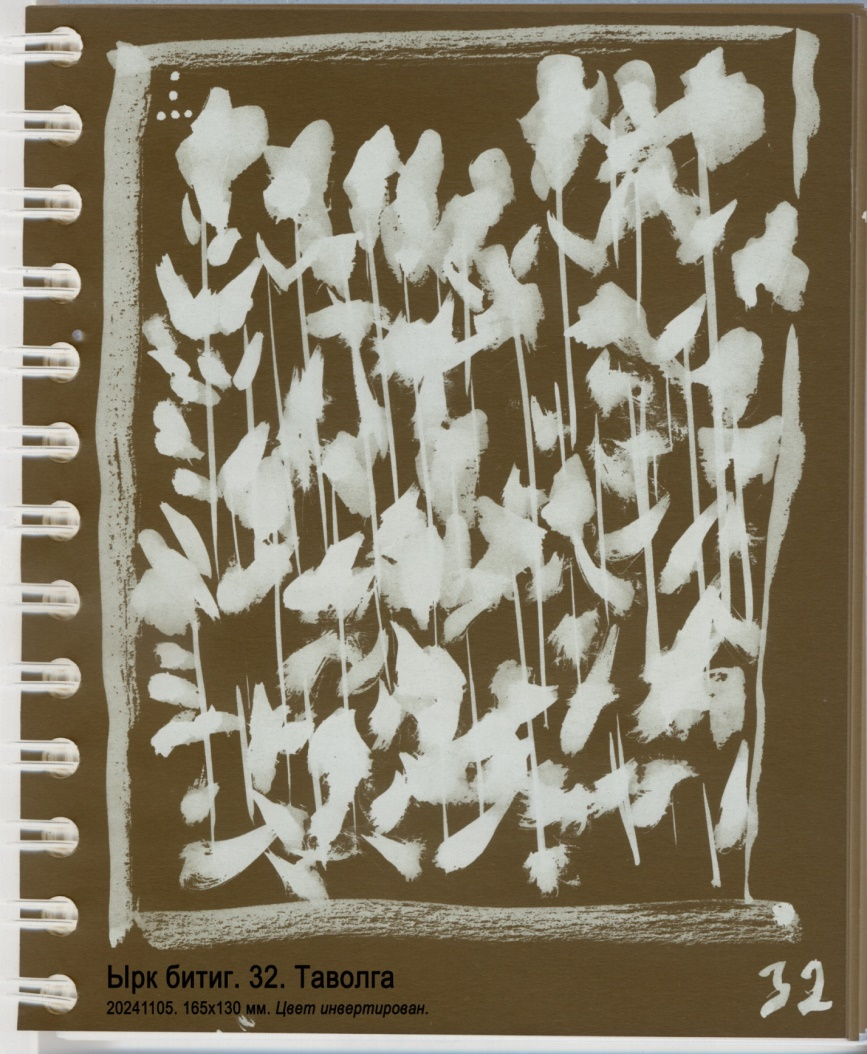 Ырк битиг. 32. Таволга
20241105. 165x130 мм. Цвет инвертирован.
32